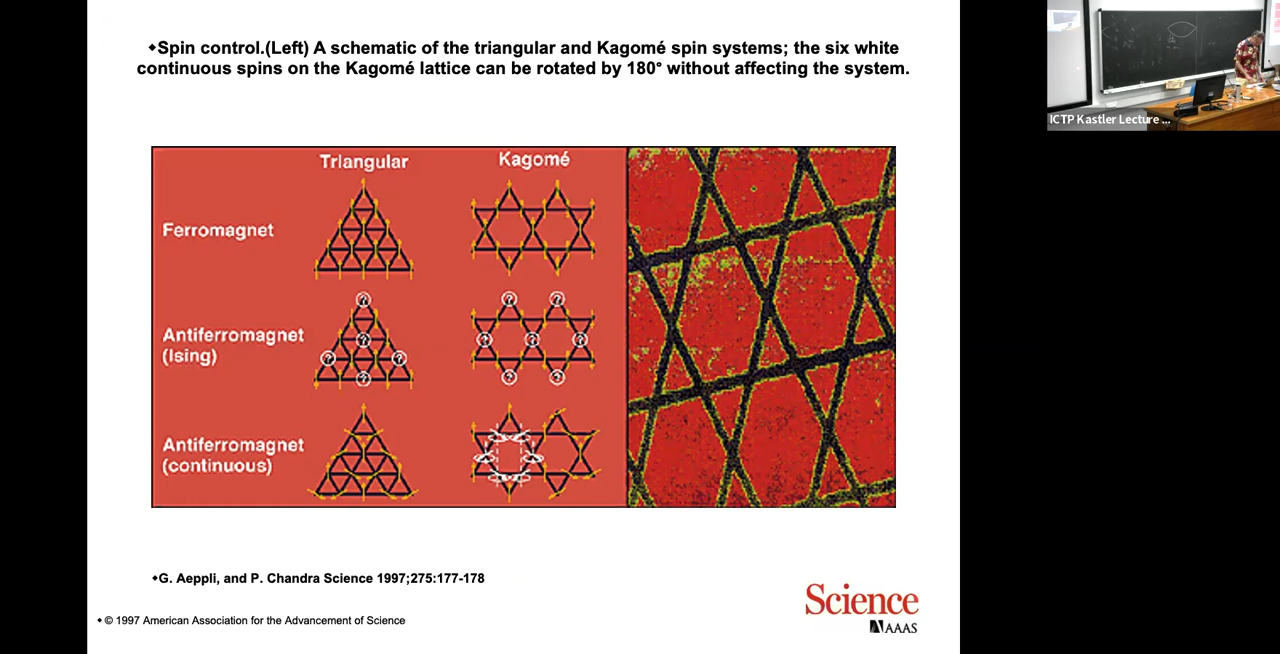 ◆Spin control.(Left) A schematic of the triangular and Kagomé spin systems; the six white
continuous spins on the Kagomé lattice can be rotated by 180° without affecting the system.
ICTP Kastler Lecture ...
Triangular
Kagomé
Ferromagnet
Antiferromagnet
(Ising)
? ? ?
? ? ? ?
? ?
? ? ?
Antiferromagnet
(continuous)
◆G. Aeppli, and P. Chandra Science 1997;275:177-178
◆ © 1997 American Association for the Advancement of Science
Science
AAAS